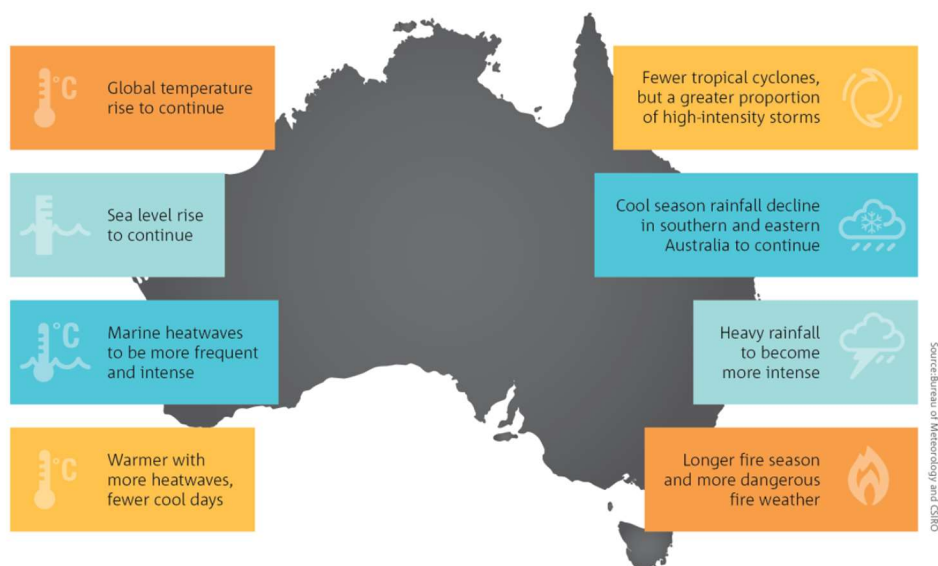 °C
Global temperature
rise to continue
Sea level rise
to continue
°C
Marine heatwaves
to be more frequent
and intense
°C
Warmer with
more heatwaves,
fewer cool days
Fewer tropical cyclones,
but a greater proportion
of high-intensity storms
Cool season rainfall decline
in southern and eastern
Australia to continue
Heavy rainfall
to become
more intense
Longer fire season
and more dangerous
fire weather
Source:Bureau of Meteorology and CSIRO